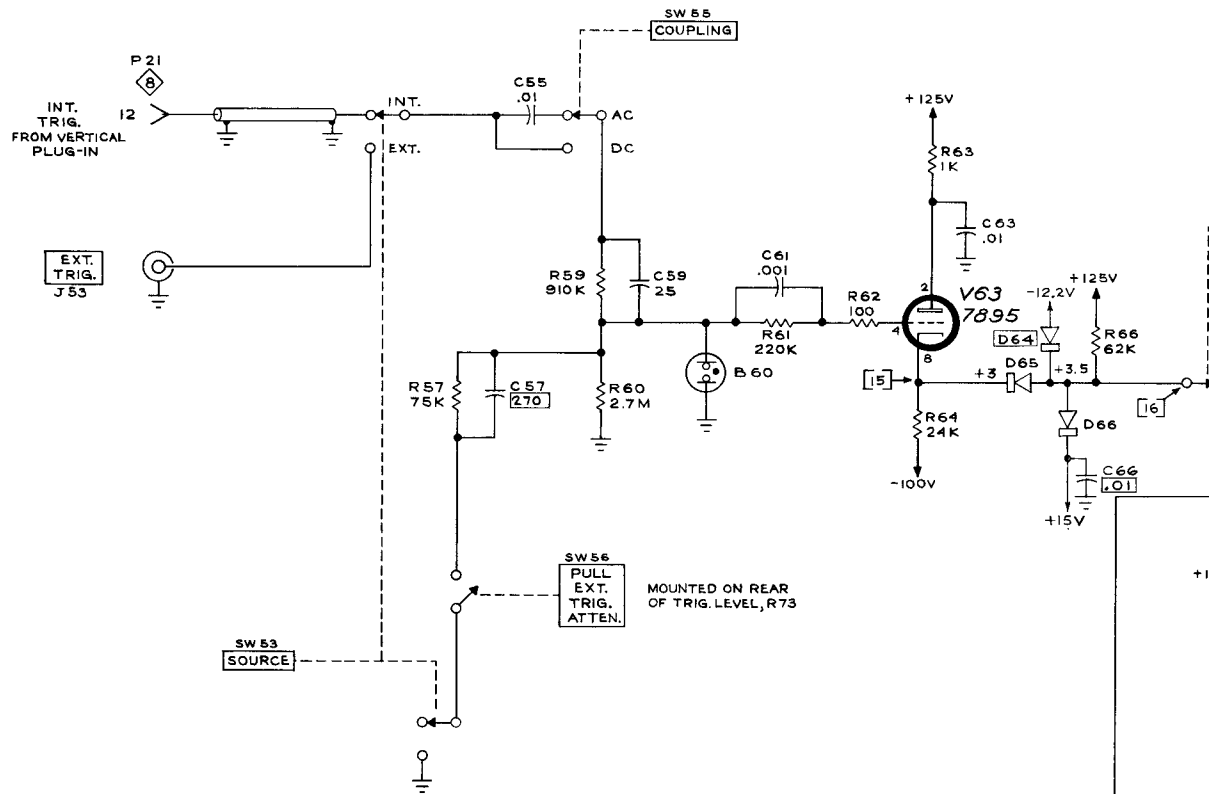 SW 55
COUPLING
P 21
8
INT.
TRIG.
FROM VERTICAL
PLUG-IN
12
INT.
EXT.
C55
.01
AC
DC
+125V
R63
1K
C63
.01
EXT.
TRIG.
J53
R59
910K
C59
25
C61
.001
R61
220K
R62
100
2
4
8
V63
7895
-12.2V
D64
+125V
R66
62K
R57
75K
C57
270
R60
2.7M
B60
15
+3
D65
+3.5
16
R64
24K
-100V
D66
C66
.01
+15V
SW56
PULL
EXT.
TRIG.
ATTEN.
MOUNTED ON REAR
OF TRIG. LEVEL, R73
+1
SW 53
SOURCE